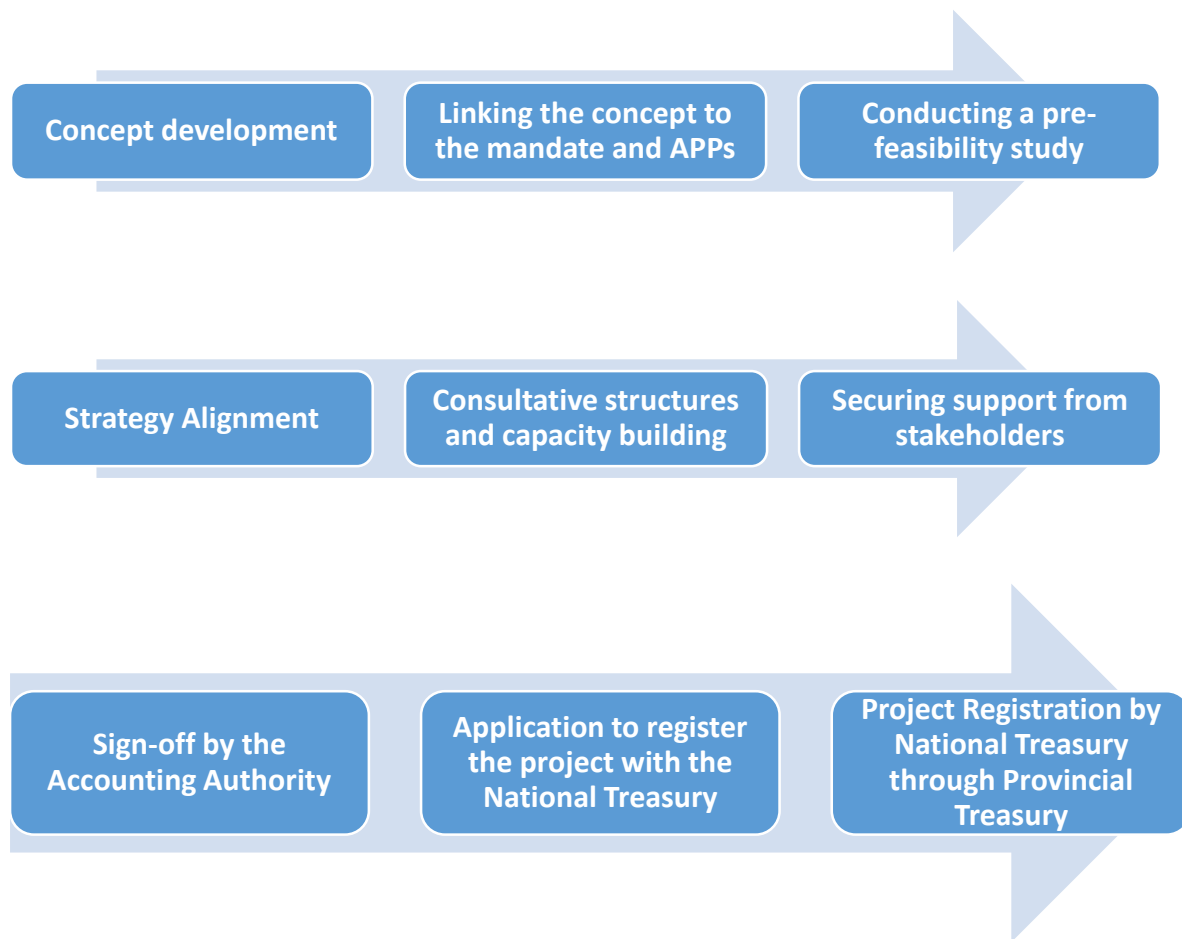 Concept development
Linking the concept to
the mandate and APPs
Conducting a pre-
feasibility study
Strategy Alignment
Consultative structures
and capacity building
Securing support from
stakeholders
Sign-off by the
Accounting Authority
Application to register
the project with the
National Treasury
Project Registration by
National Treasury
through Provincial
Treasury